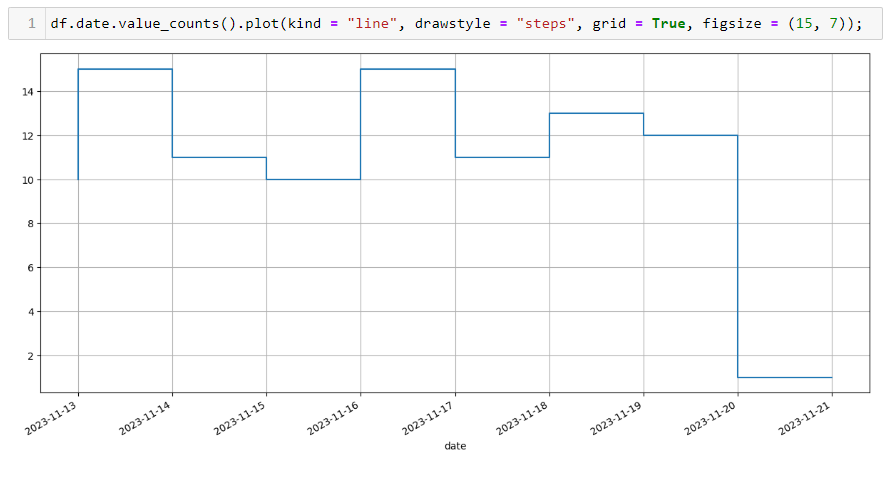 1 df.date.value_counts().plot(kind = "line", drawstyle = "steps", grid = True, figsize = (15, 7));
14
12
10
8
6
4
2
2023-11-13 2023-11-14 2023-11-15 2023-11-16 2023-11-17 2023-11-18 2023-11-19 2023-11-20 2023-11-21
date